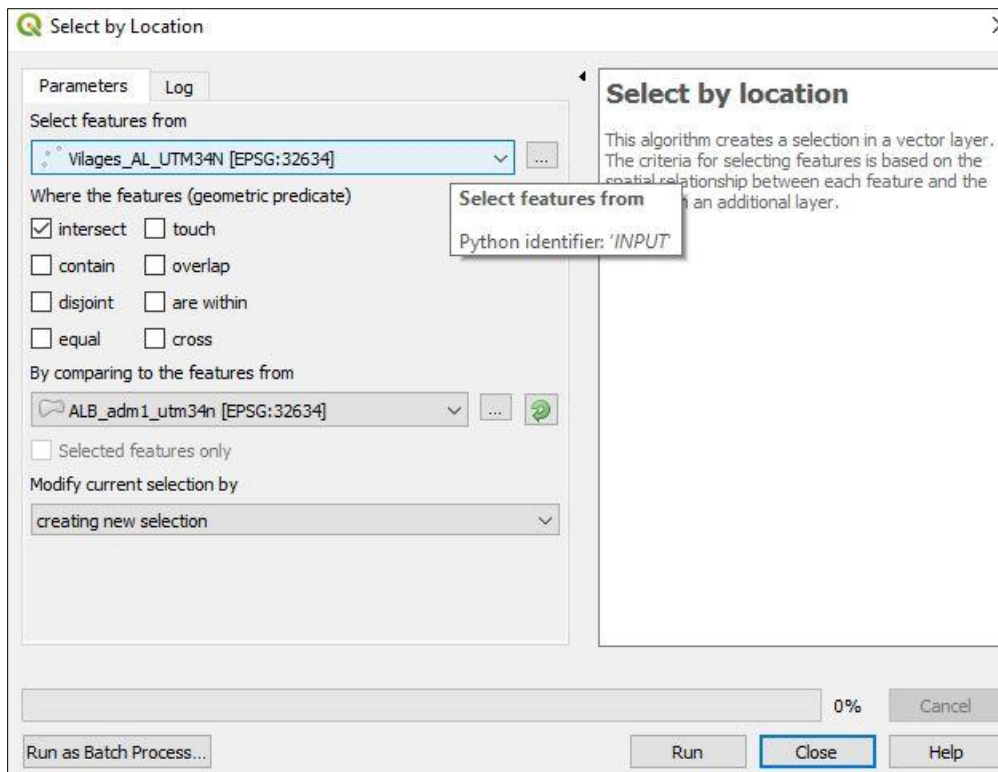 Select by Location
Parameters Log
Select features from
Vilages_AL_UTM34N [EPSG:32634]
...
Where the features (geometric predicate)
intersect touch
contain overlap
disjoint are within
equal cross
By comparing to the features from
ALB_adm1_utm34n [EPSG:32634]
...
Selected features only
Modify current selection by
creating new selection
Select features from
Python identifier: 'INPUT'
Select by location
This algorithm creates a selection in a vector layer.
The criteria for selecting features is based on the
spatial relationship between each feature and the
an additional layer.
0% Cancel
Run as Batch Process... Run Close Help